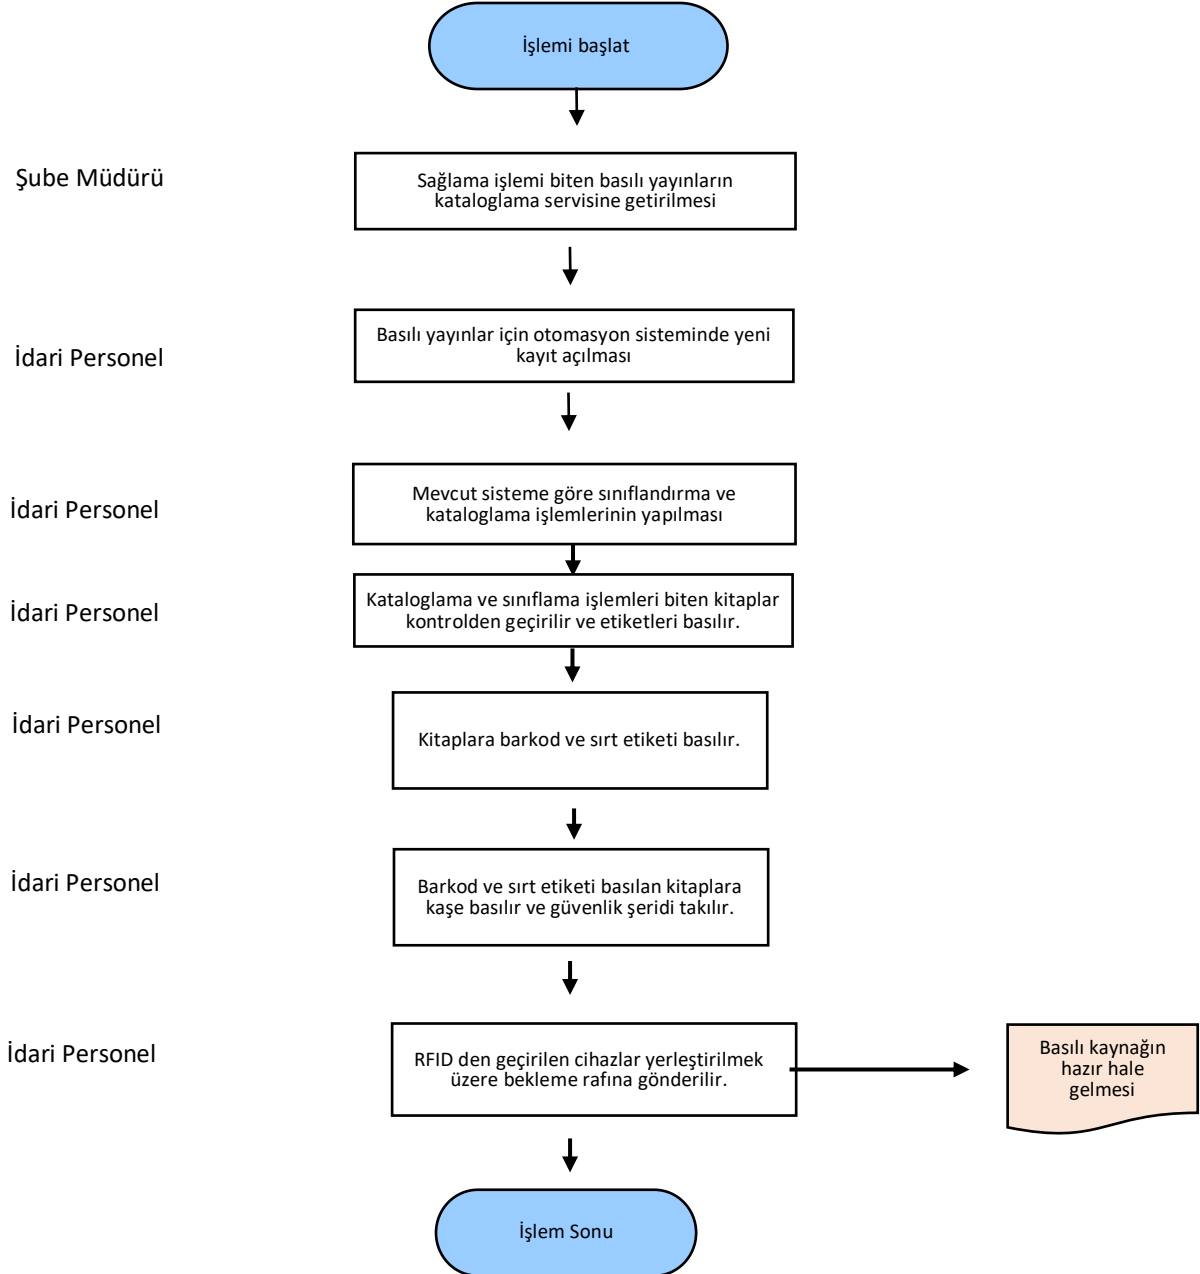 İşlemi başlat
Şube Müdürü
Sağlama işlemi biten basılı yayınların
kataloglama servisine getirilmesi
İdari Personel
Basılı yayınlar için otomasyon sisteminde yeni
kayıt açılması
İdari Personel
Mevcut sisteme göre sınıflandırma ve
kataloglama işlemlerinin yapılması
İdari Personel
Kataloglama ve sınıflama işlemleri biten kitaplar
kontrolden geçirilir ve etiketleri basılır.
İdari Personel
Kitaplara barkod ve sırt etiketi basılır.
İdari Personel
Barkod ve sırt etiketi basılan kitaplara
kaşe basılır ve güvenlik şeridi takılır.
İdari Personel
RFID den geçirilen cihazlar yerleştirilmek
üzere bekleme rafına gönderilir.
Basılı kaynağın
hazır hale
gelmesi
İşlem Sonu